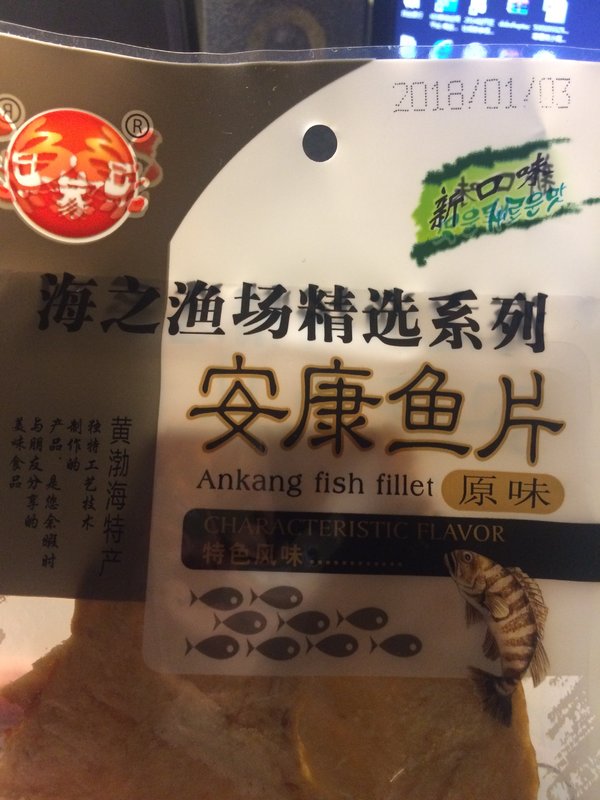 2018/01/03
®
®
新口味
海之渔场精选系列
安康鱼片
Ankang fish fillet
原味
CHARACTERISTIC FLAVOR
特色风味
黄渤海特产
独特工艺技术
制作的
产品,是您余暇时
与朋友分享的
美味食品